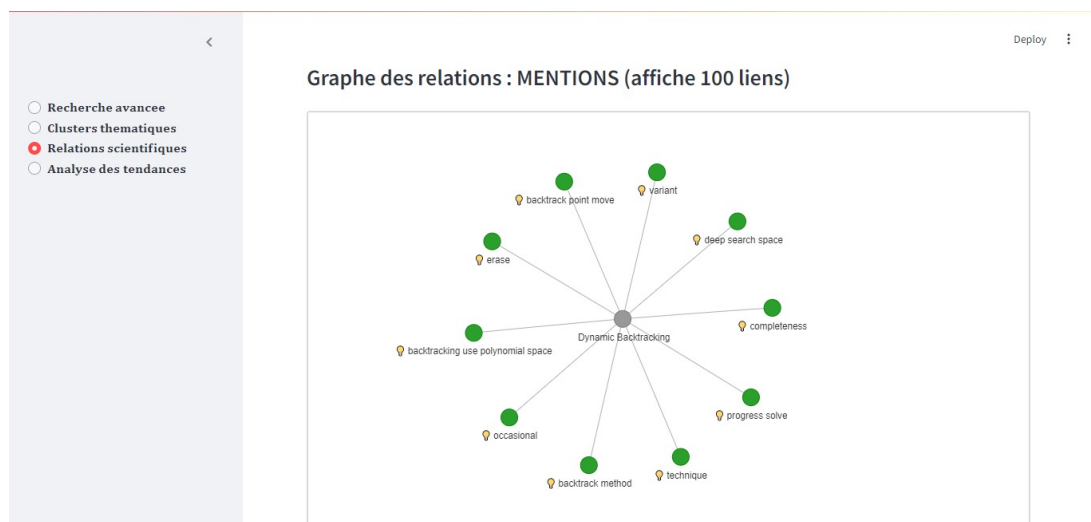 Deploy
Graphe des relations : MENTIONS (affiche 100 liens)
Recherche avancee
Clusters thematiques
Relations scientifiques
Analyse des tendances
variant
backtrack point move
deep search space
erase
completeness
Dynamic Backtracking
backtracking use polynomial space
progress solve
occasional
technique
backtrack method